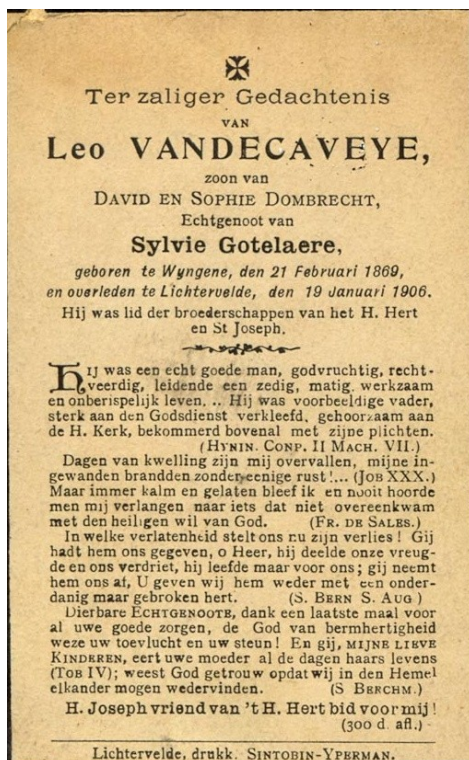 Ter zaliger Gedachtenis
VAN
Leo VANDECAVEYE,
zoon van
DAVID EN SOPHIE DOMBRECHT,
Echtgenoot van
Sylvie Gotelaere,
geboren te Wyngene, den 21 Februari 1869,
en overleden te Lichtervelde, den 19 Januari 1906.
Hij was lid der broederschappen van het H. Hert
en St Joseph.
HIJ was een echt goede man, godvruchtig, recht-
veerdig, leidende een zedig, matig, werkzaam
en onberispelijk leven... Hij was voorbeeldige vader,
sterk aan den Godsdienst verkleefd, gehoorzaam aan
de H. Kerk, bekommerd bovenal met zijne plichten.
(HYNIN. CONP. II MACH. VII.)
Dagen van kwelling zijn mij overvallen, mijne in-
gewanden brandden zonder eenige rust!... (JOB XXX.)
Maar immer kalm en gelaten bleef ik en nooit hoorde
men mij verlangen naar iets dat niet overeenkwam
met den heiligen wil van God. (FR. DE SALES.)
In welke verlatenheid stelt ons nu zijn verlies! Gij
hadt hem ons gegeven, o Heer, hij deelde onze vreug-
de en ons verdriet, hij leefde maar voor ons; gij neemt
hem ons af, U geven wij hem weder met een onder-
danig maar gebroken hert. (S. BERN S. AUG)
Dierbare ECHTGENOOTE, dank een laatste maal voor
al uwe goede zorgen, de God van bermhertigheid
weze uw toevlucht en uw steun! En gij, MIJNE LIEVE
KINDEREN, eert uwe moeder al de dagen haars levens
(TOB IV); weest God getrouw opdat wij in den Hemel
elkander mogen wedervinden. (S BERCHM.)
H. Joseph vriend van 't H. Hert bid voor mij!
(300 d. afl.)
Lichtervelde, drukk. SINTOBIN-YPERMAN.